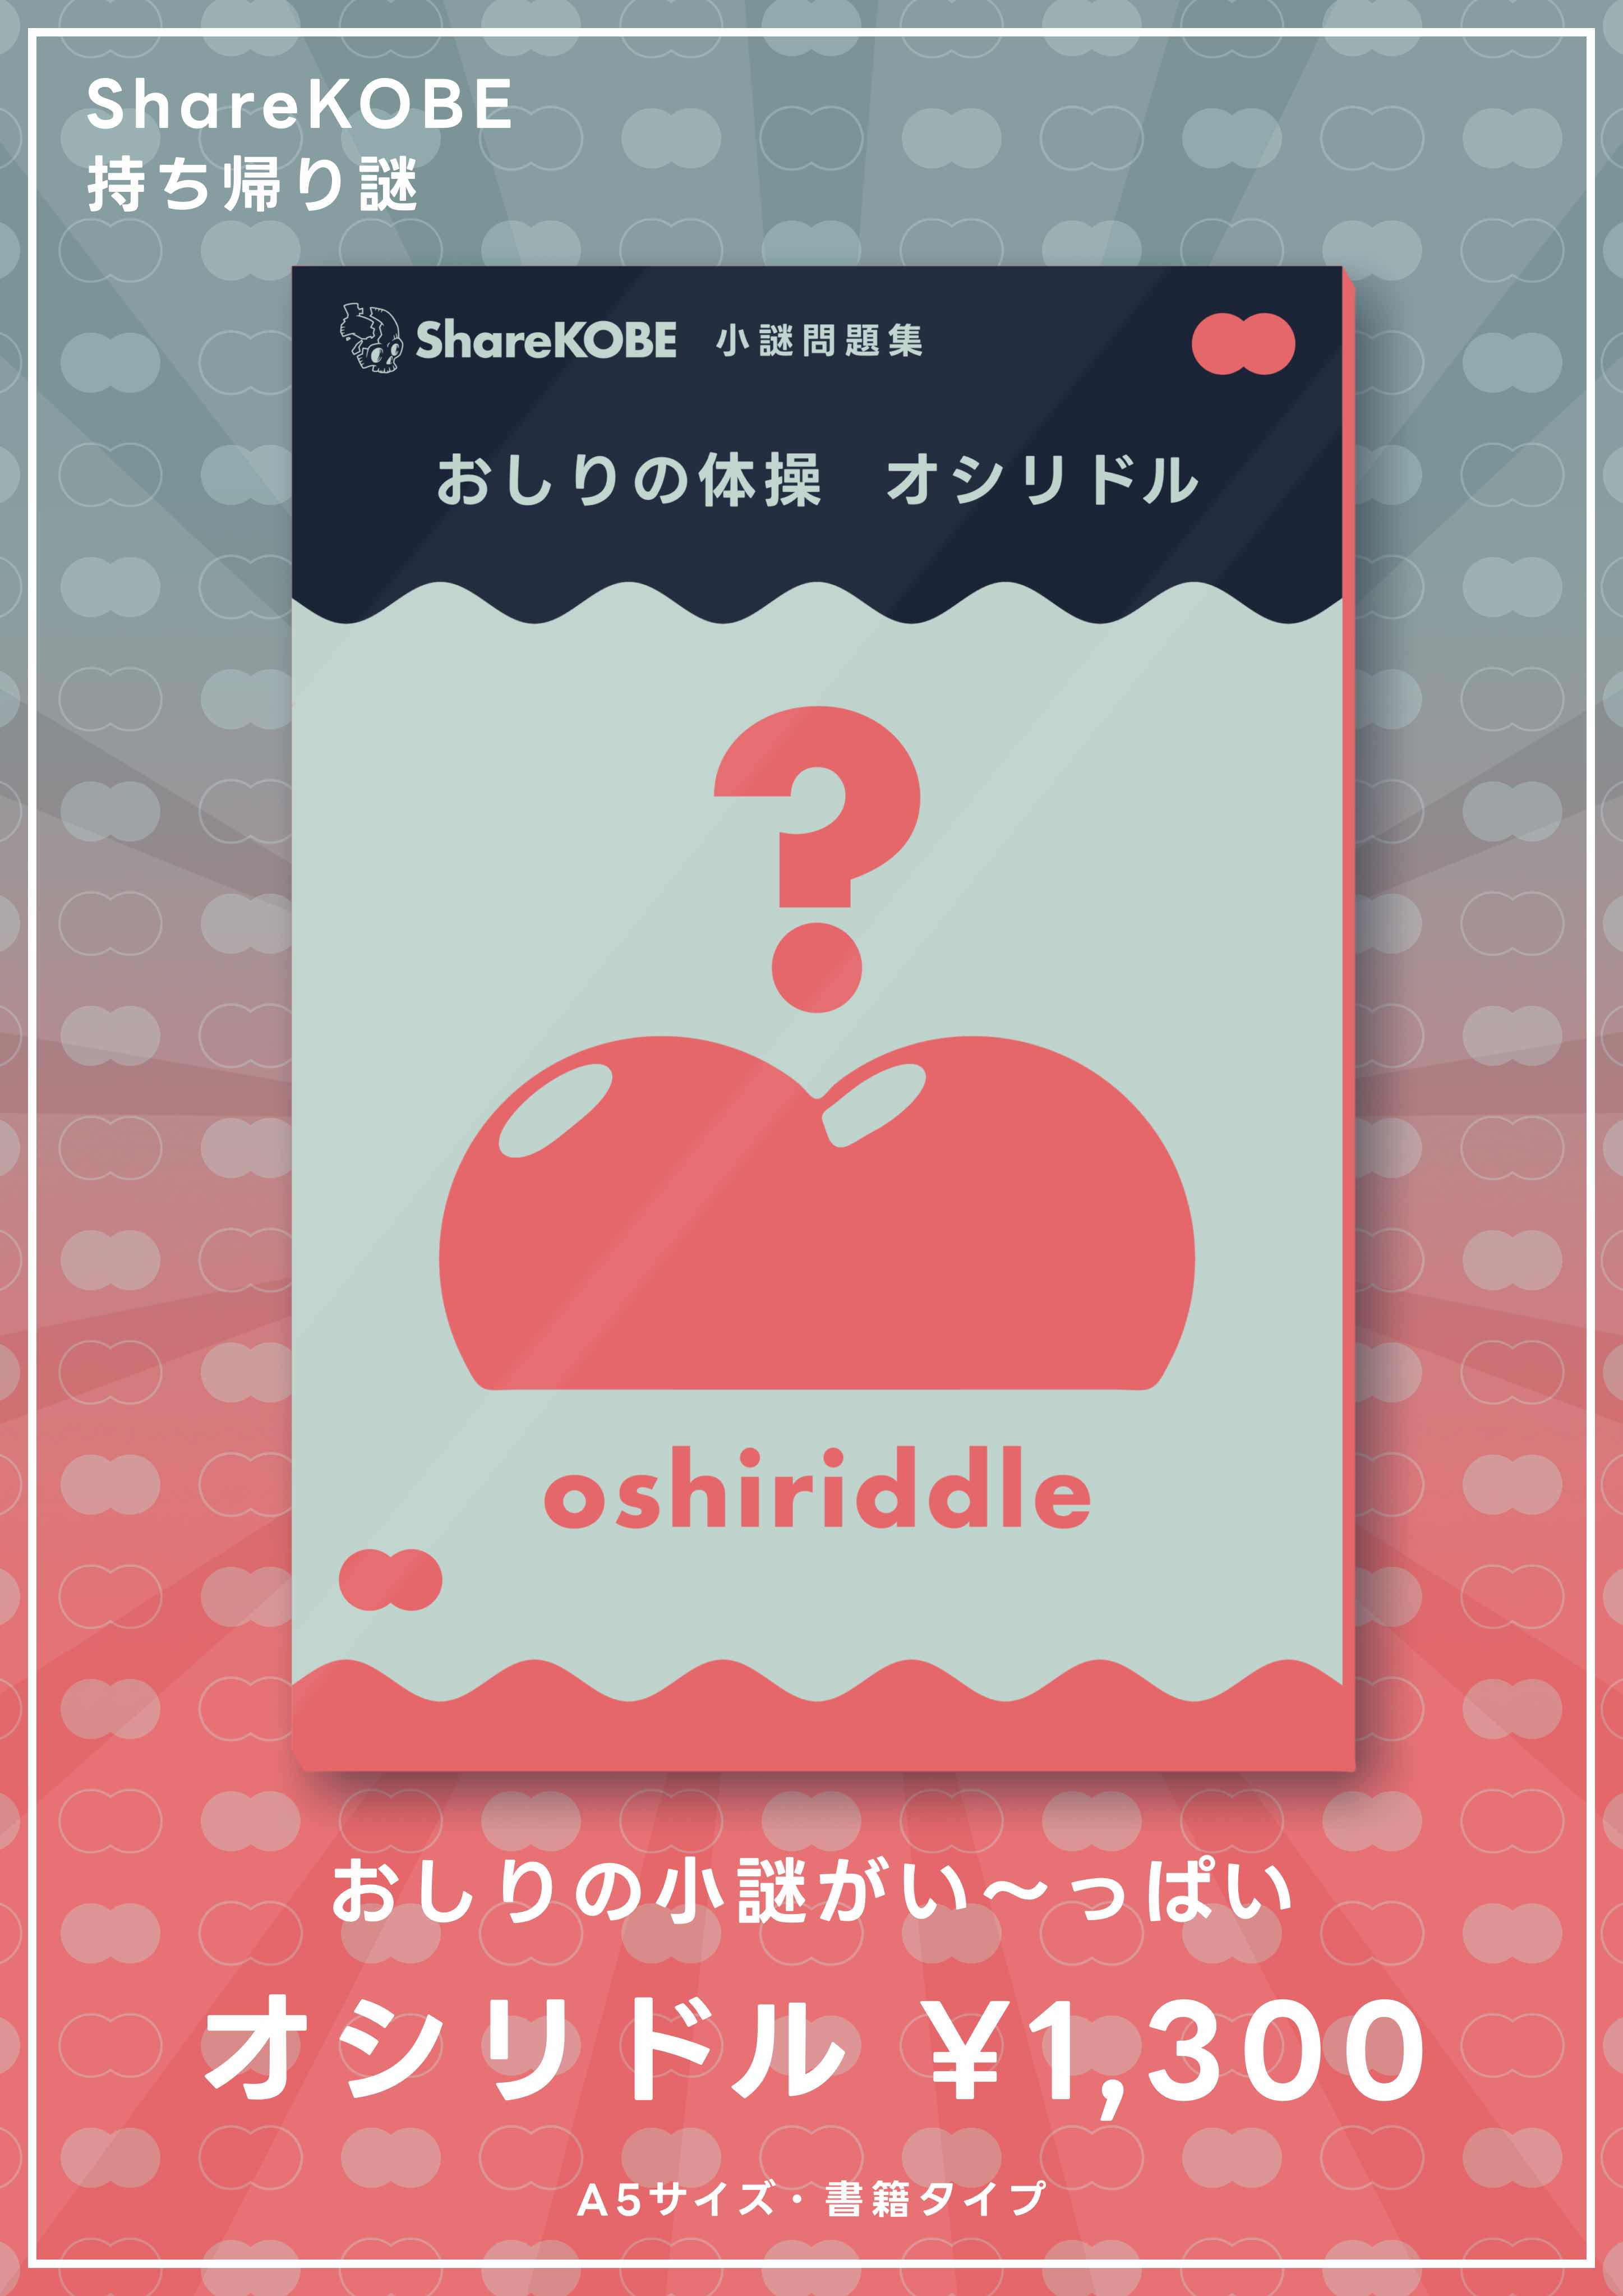 ShareKOBE
持ち帰り謎
ShareKOBE 小謎問題集
おしりの体操　オシリドル
?
oshiriddle
おしりの小謎がい〜っぱい
オシリドル ¥1,300
A5サイズ・書籍タイプ